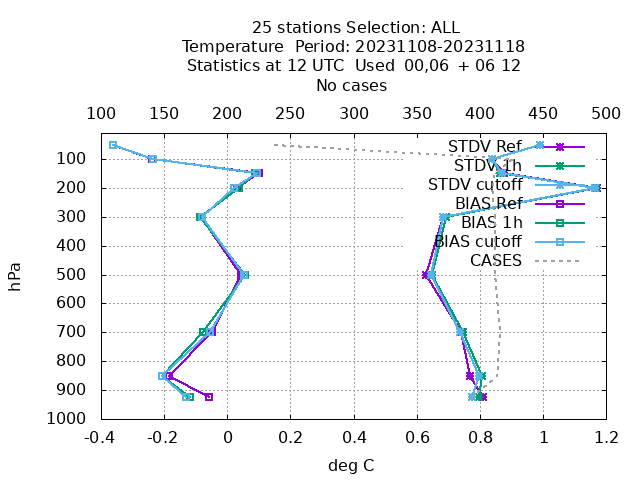 25 stations Selection: ALL
Temperature  Period: 20231108-20231118
Statistics at 12 UTC  Used  00,06  + 06 12
No cases
100 150 200 250 300 350 400 450 500
STDV Ref
STDV 1h
STDV cutoff
BIAS Ref
BIAS 1h
BIAS cutoff
CASES
100
200
300
400
500
600
700
800
900
1000
hPa
-0.4 -0.2 0 0.2 0.4 0.6 0.8 1 1.2
deg C